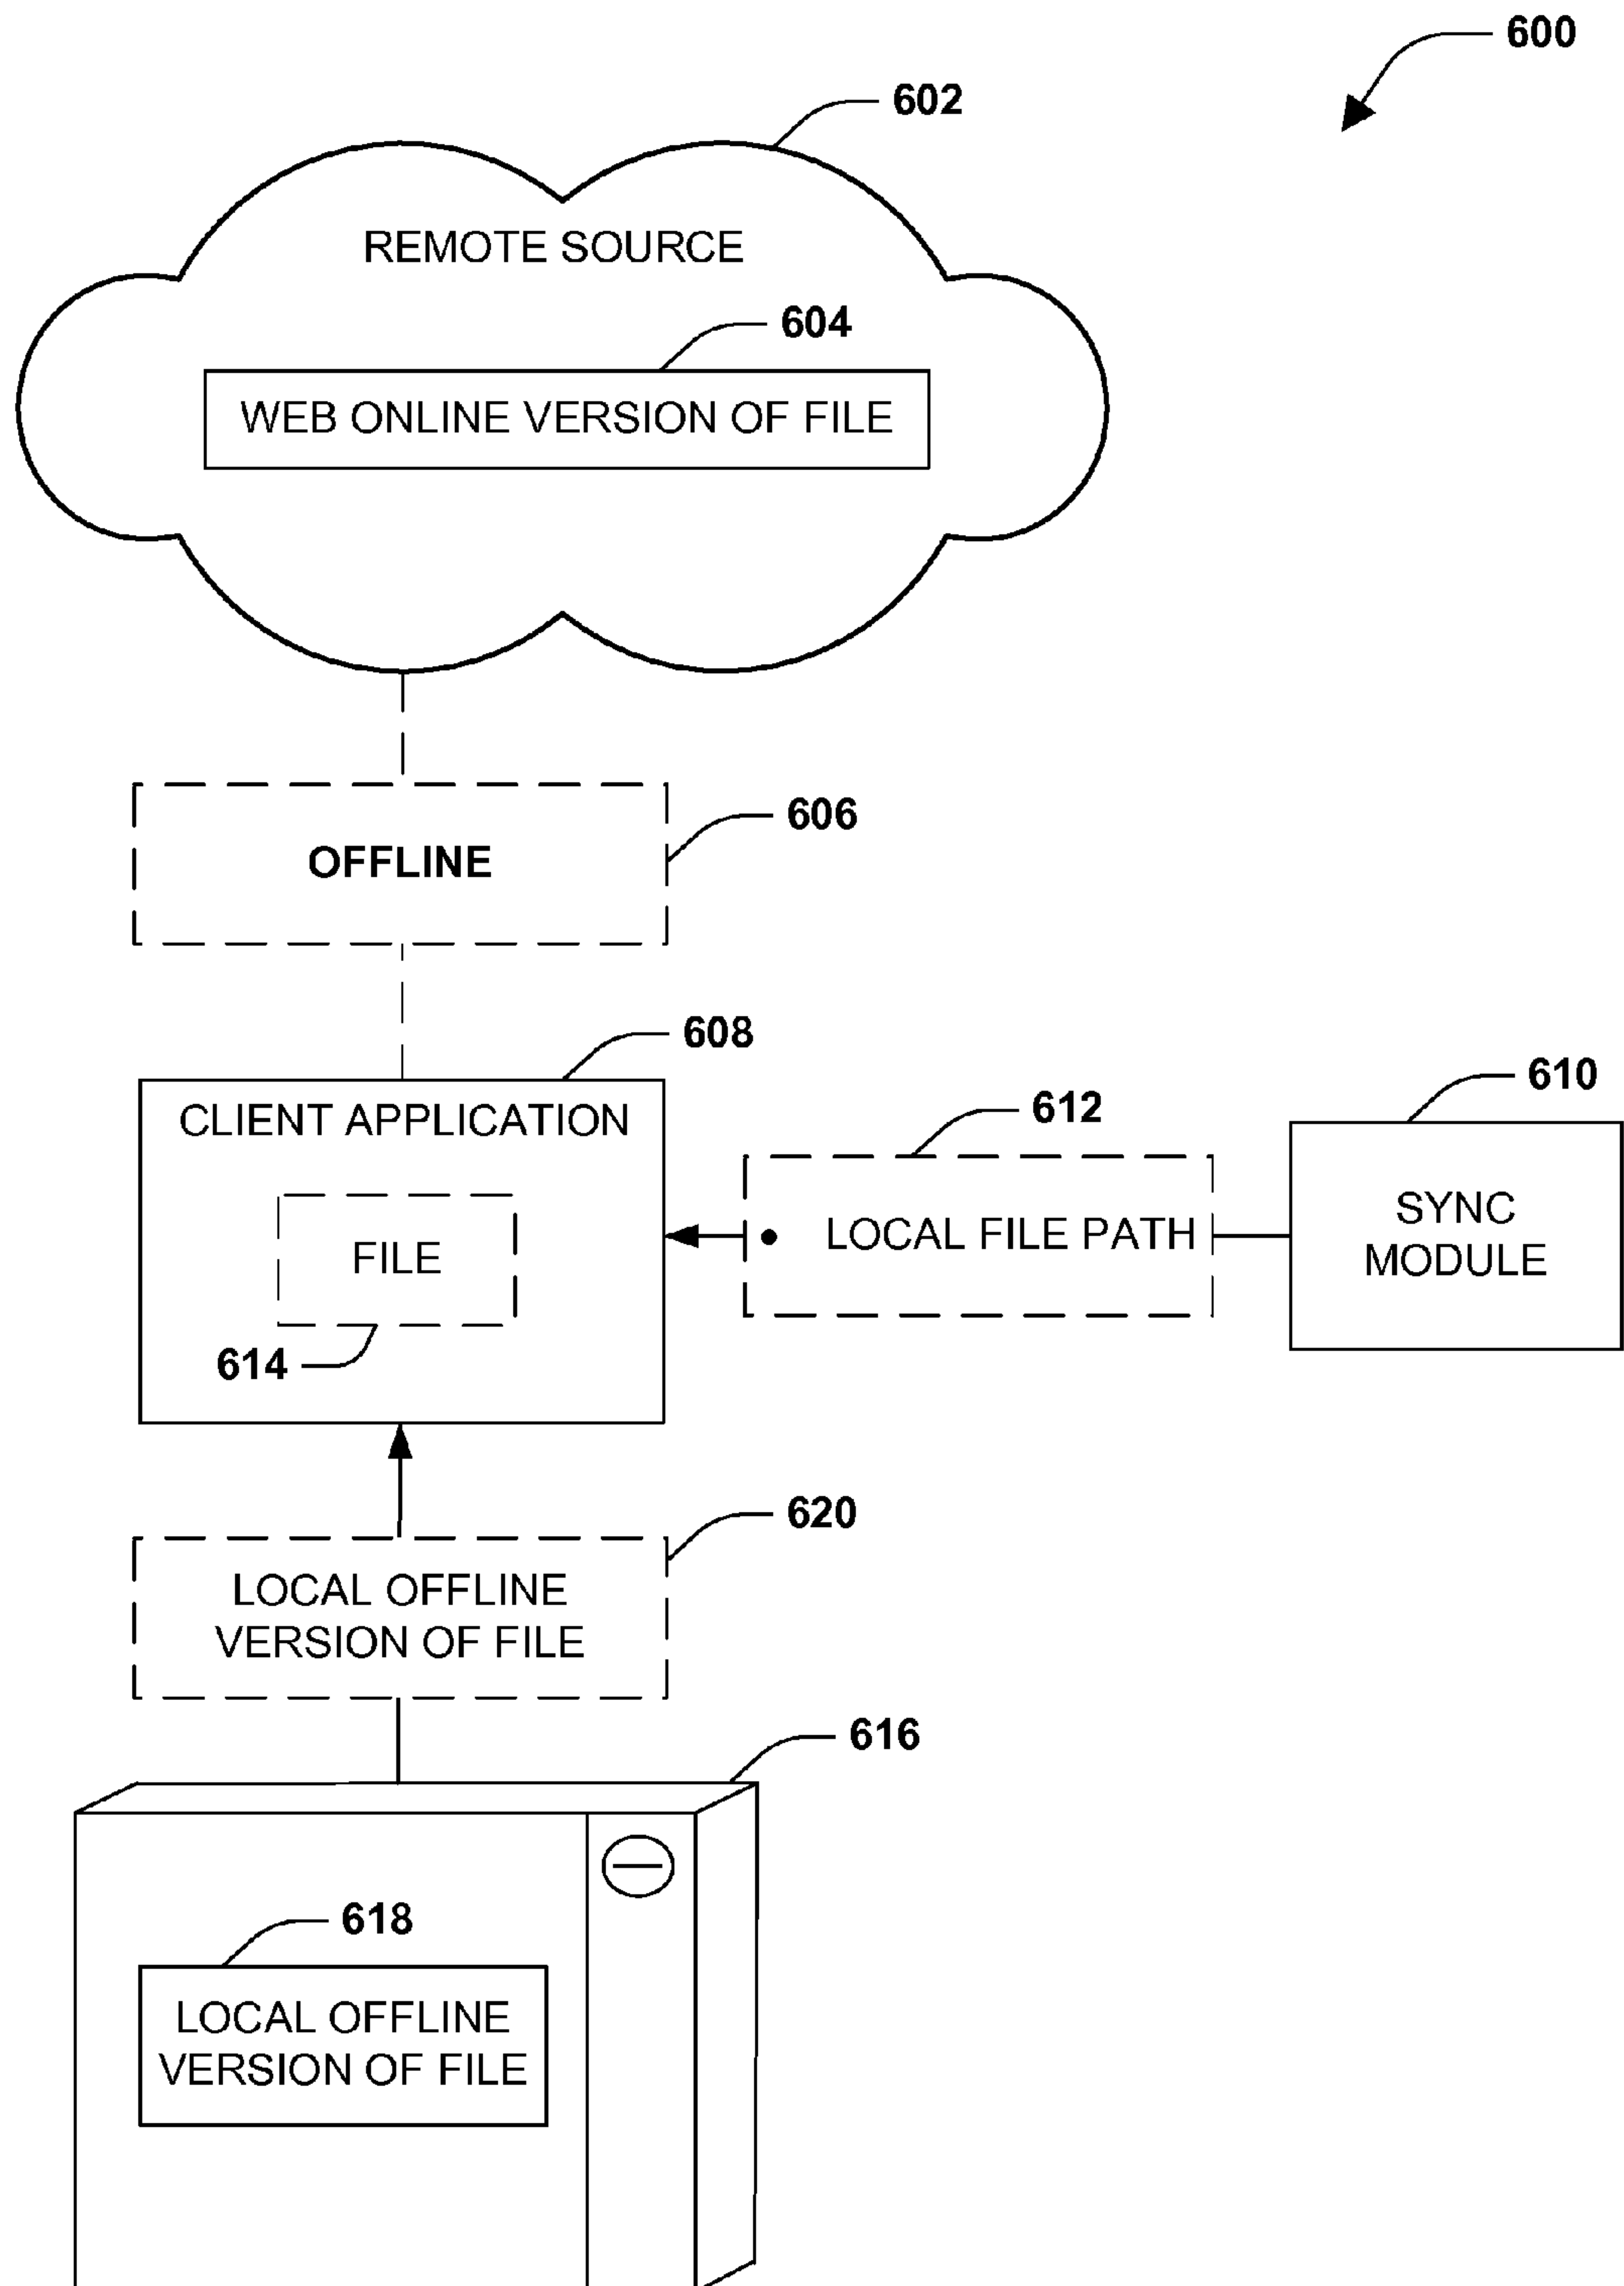 600
602
REMOTE SOURCE
604
WEB ONLINE VERSION OF FILE
606
OFFLINE
608
CLIENT APPLICATION
610
612
SYNC
MODULE
LOCAL FILE PATH
FILE
614
620
LOCAL OFFLINE
VERSION OF FILE
616
618
LOCAL OFFLINE
VERSION OF FILE